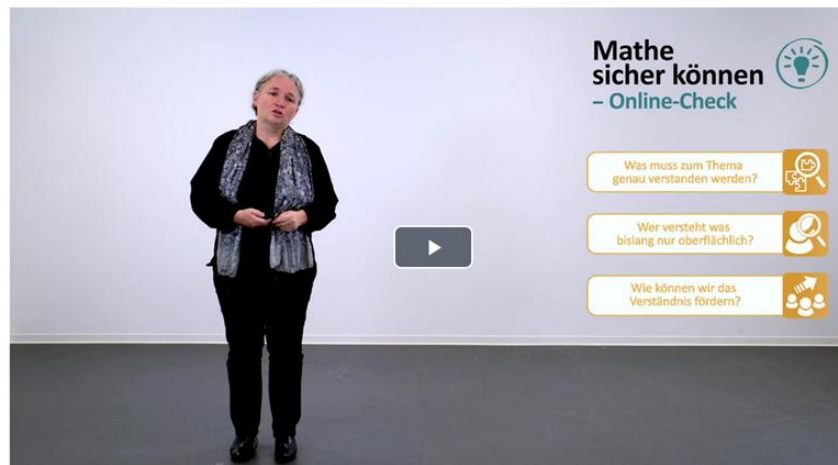 Mathe
sicher können
– Online-Check
Was muss zum Thema
genau verstanden werden?
Wer versteht was
bislang nur oberflächlich?
Wie können wir das
Verständnis fördern?